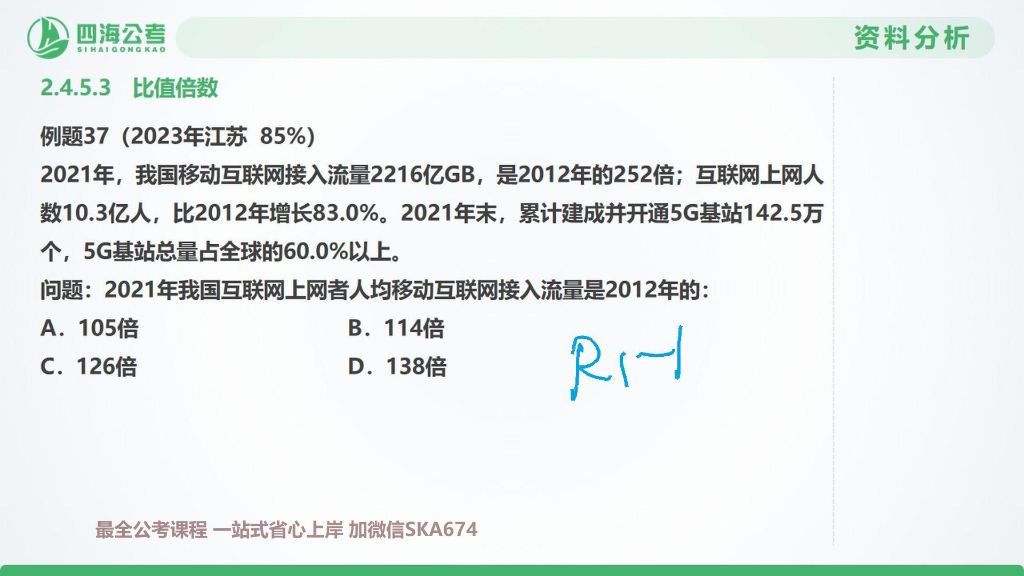 四海公考
SIHAIGONGKAO
资料分析
2.4.5.3 比值倍数
例题37（2023年江苏 85%）
2021年，我国移动互联网接入流量2216亿GB，是2012年的252倍；互联网上网人
数10.3亿人，比2012年增长83.0%。2021年末，累计建成并开通5G基站142.5万
个，5G基站总量占全球的60.0%以上。
问题：2021年我国互联网上网者人均移动互联网接入流量是2012年的：
A．105倍
B．114倍
C．126倍
D．138倍
最全公考课程 一站式省心上岸 加微信SKA674